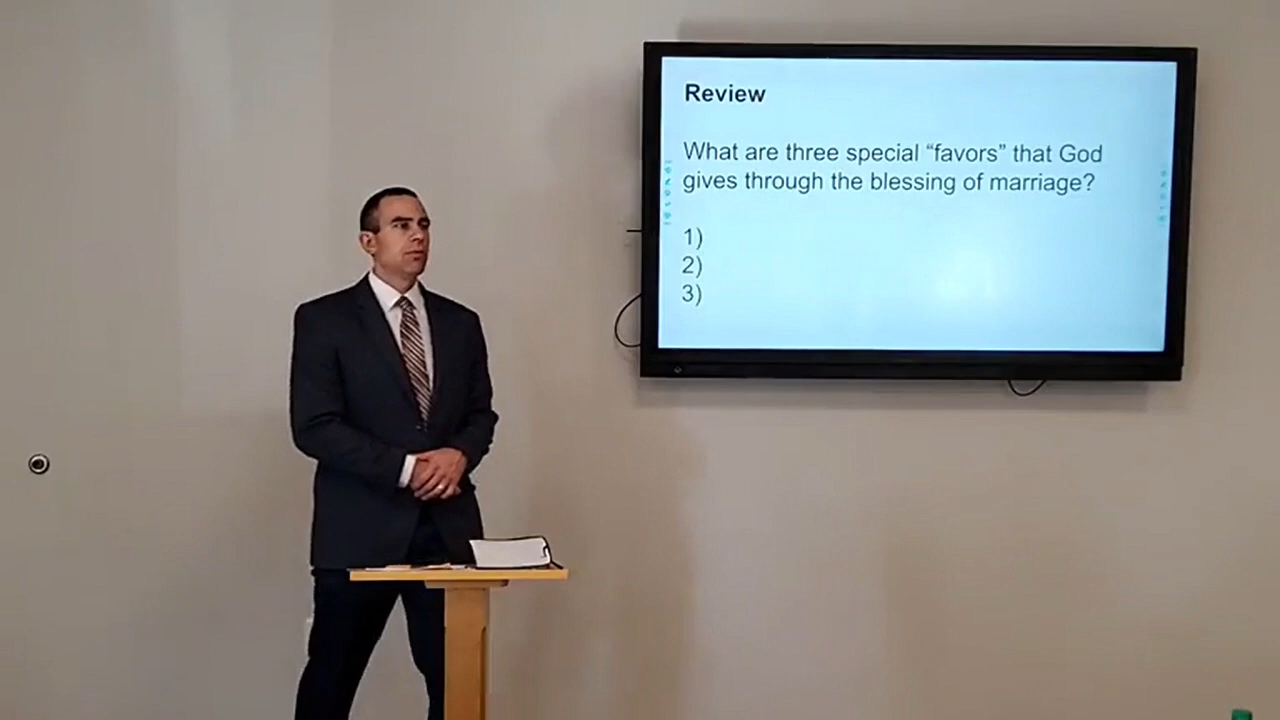 Review
What are three special “favors” that God
gives through the blessing of marriage?
1)
2)
3)